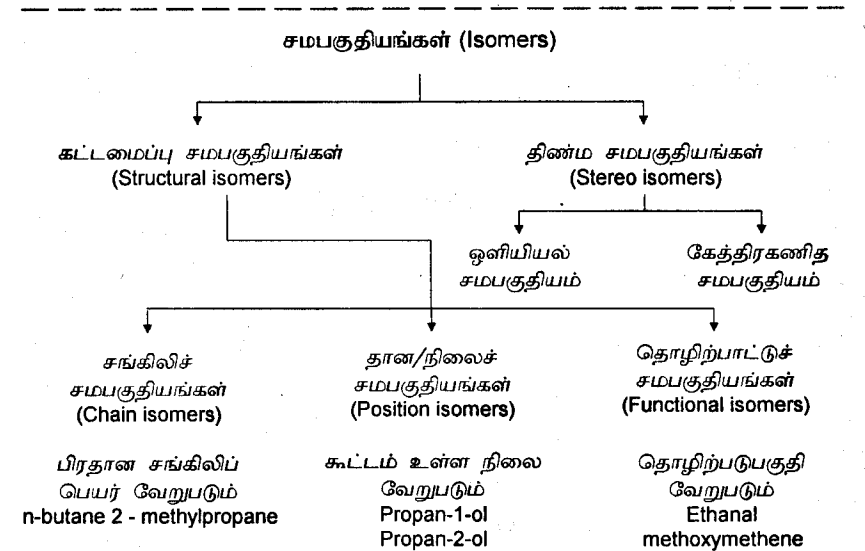 சமபகுதியங்கள் (Isomers)
கட்டமைப்பு சமபகுதியங்கள்
(Structural isomers)
திண்ம சமபகுதியங்கள்
(Stereo isomers)
ஒளியியல்
சமபகுதியம்
கேத்திரகணித
சமபகுதியம்
சங்கிலிச்
சமபகுதியங்கள்
(Chain isomers)
தான/நிலைச்
சமபகுதியங்கள்
(Position isomers)
தொழிற்பாட்டுச்
சமபகுதியங்கள்
(Functional isomers)
பிரதான சங்கிலிப்
பெயர் வேறுபடும்
n-butane 2 - methylpropane
கூட்டம் உள்ள நிலை
வேறுபடும்
Propan-1-ol
Propan-2-ol
தொழிற்படுபகுதி
வேறுபடும்
Ethanal
methoxymethene